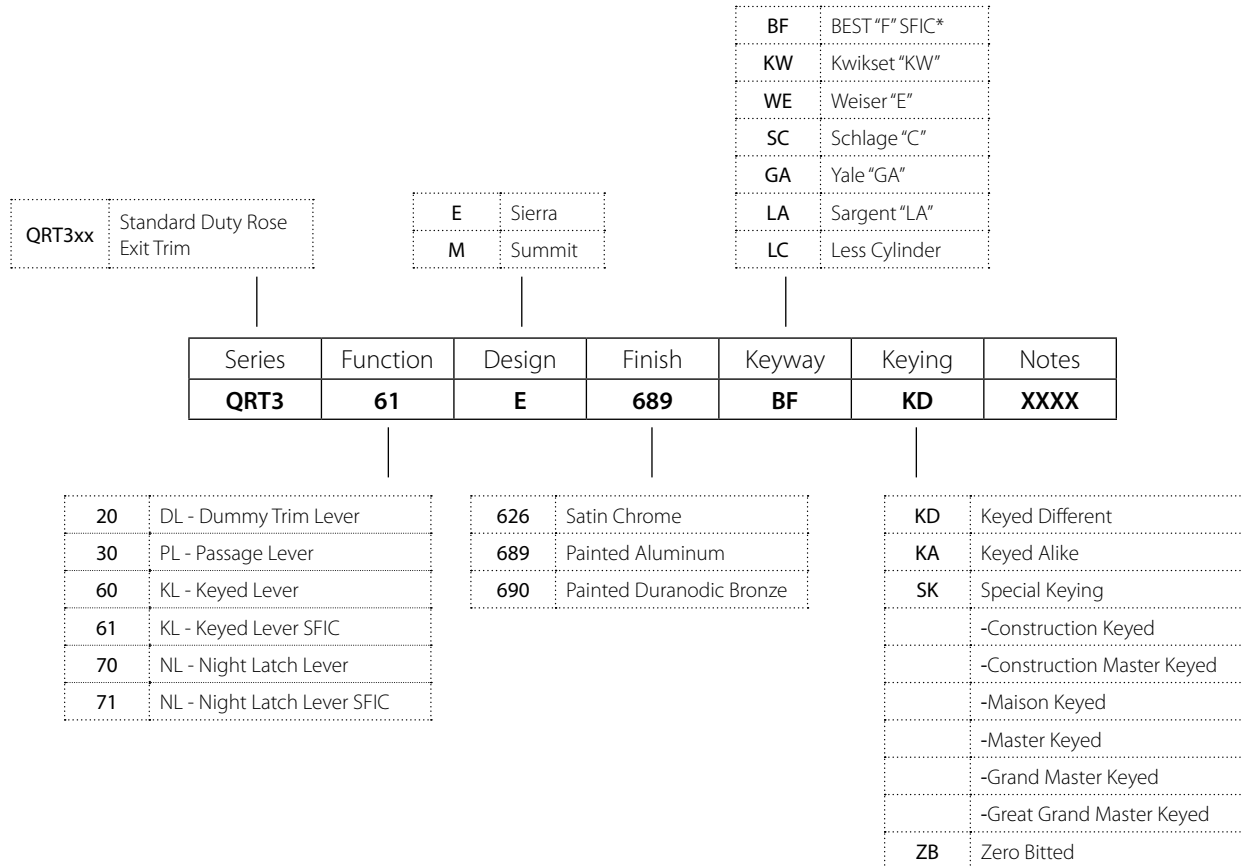 BF BEST "F" SFIC*
KW Kwikset "KW"
WE Weiser "E"
SC Schlage "C"
GA Yale "GA"
LA Sargent "LA"
LC Less Cylinder
QRT3xx Standard Duty Rose
Exit Trim
E Sierra
M Summit
Series Function Design Finish Keyway Keying Notes
QRT3 61 E 689 BF KD XXXX
20 DL - Dummy Trim Lever
30 PL - Passage Lever
60 KL - Keyed Lever
61 KL - Keyed Lever SFIC
70 NL - Night Latch Lever
71 NL - Night Latch Lever SFIC
626 Satin Chrome
689 Painted Aluminum
690 Painted Duranodic Bronze
KD Keyed Different
KA Keyed Alike
SK Special Keying
-Construction Keyed
-Construction Master Keyed
-Maison Keyed
-Master Keyed
-Grand Master Keyed
-Great Grand Master Keyed
ZB Zero Bitted